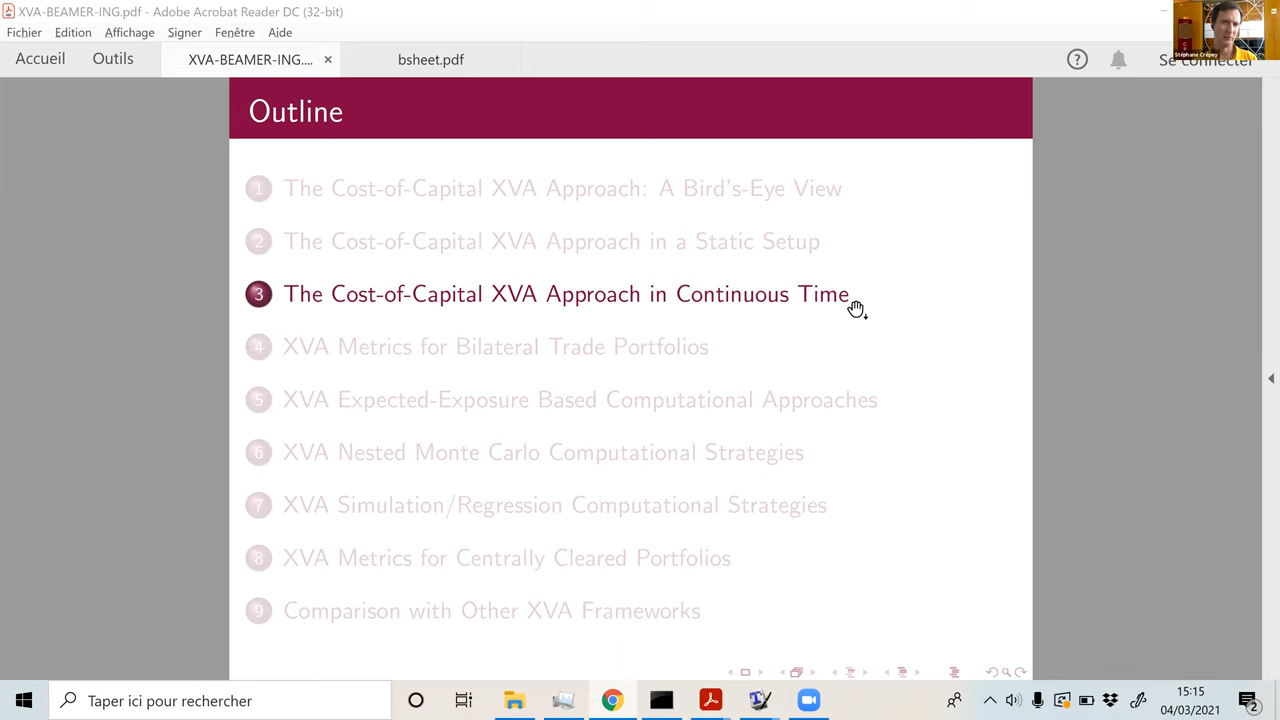 XVA-BEAMER-ING.pdf - Adobe Acrobat Reader DC (32-bit)
Fichier Edition Affichage Signer Fenêtre Aide
Accueil Outils XVA-BEAMER-ING.... × bsheet.pdf ? Se connecter
Stéphane Crépey
Outline
1 The Cost-of-Capital XVA Approach: A Bird's-Eye View
2 The Cost-of-Capital XVA Approach in a Static Setup
3 The Cost-of-Capital XVA Approach in Continuous Time
4 XVA Metrics for Bilateral Trade Portfolios
5 XVA Expected-Exposure Based Computational Approaches
6 XVA Nested Monte Carlo Computational Strategies
7 XVA Simulation/Regression Computational Strategies
8 XVA Metrics for Centrally Cleared Portfolios
9 Comparison with Other XVA Frameworks
Taper ici pour rechercher
15:15
04/03/2021
2